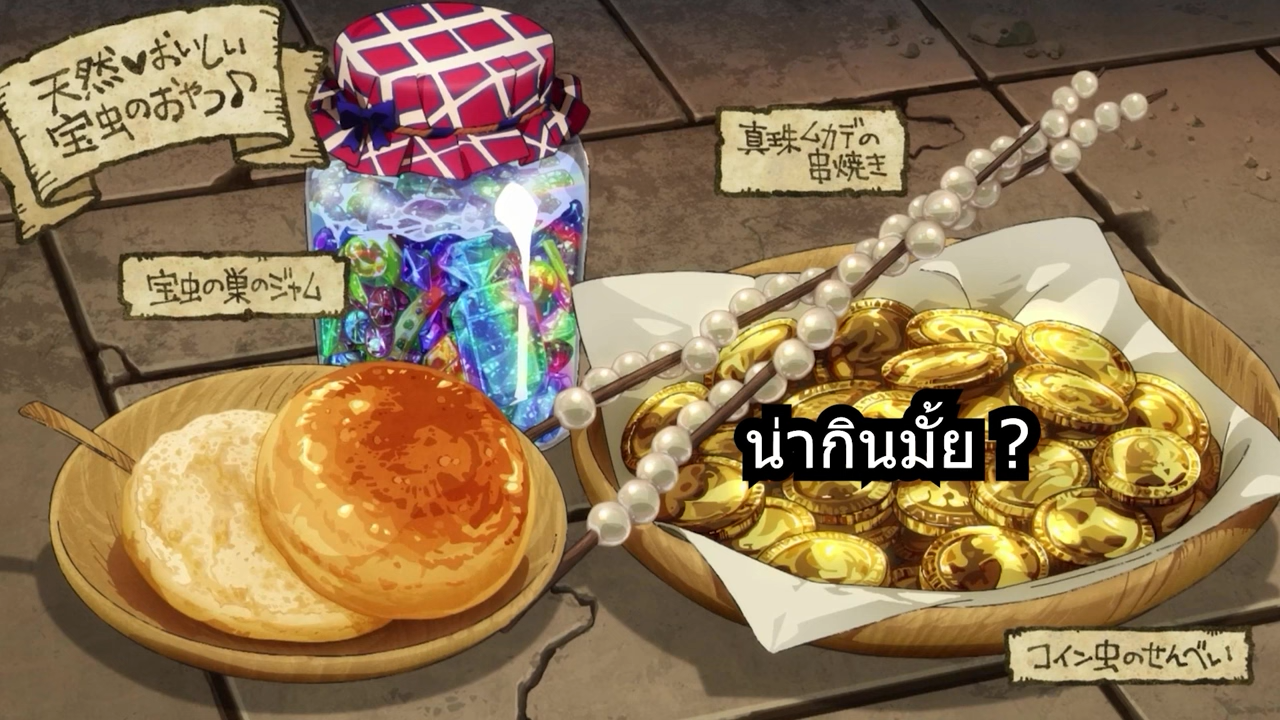 天然♥おいしい
宝虫のおやつ♪
真珠ムカデの
串焼き
宝虫の巣のジャム
น่ากินมั้ย ?
コイン虫のせんべい